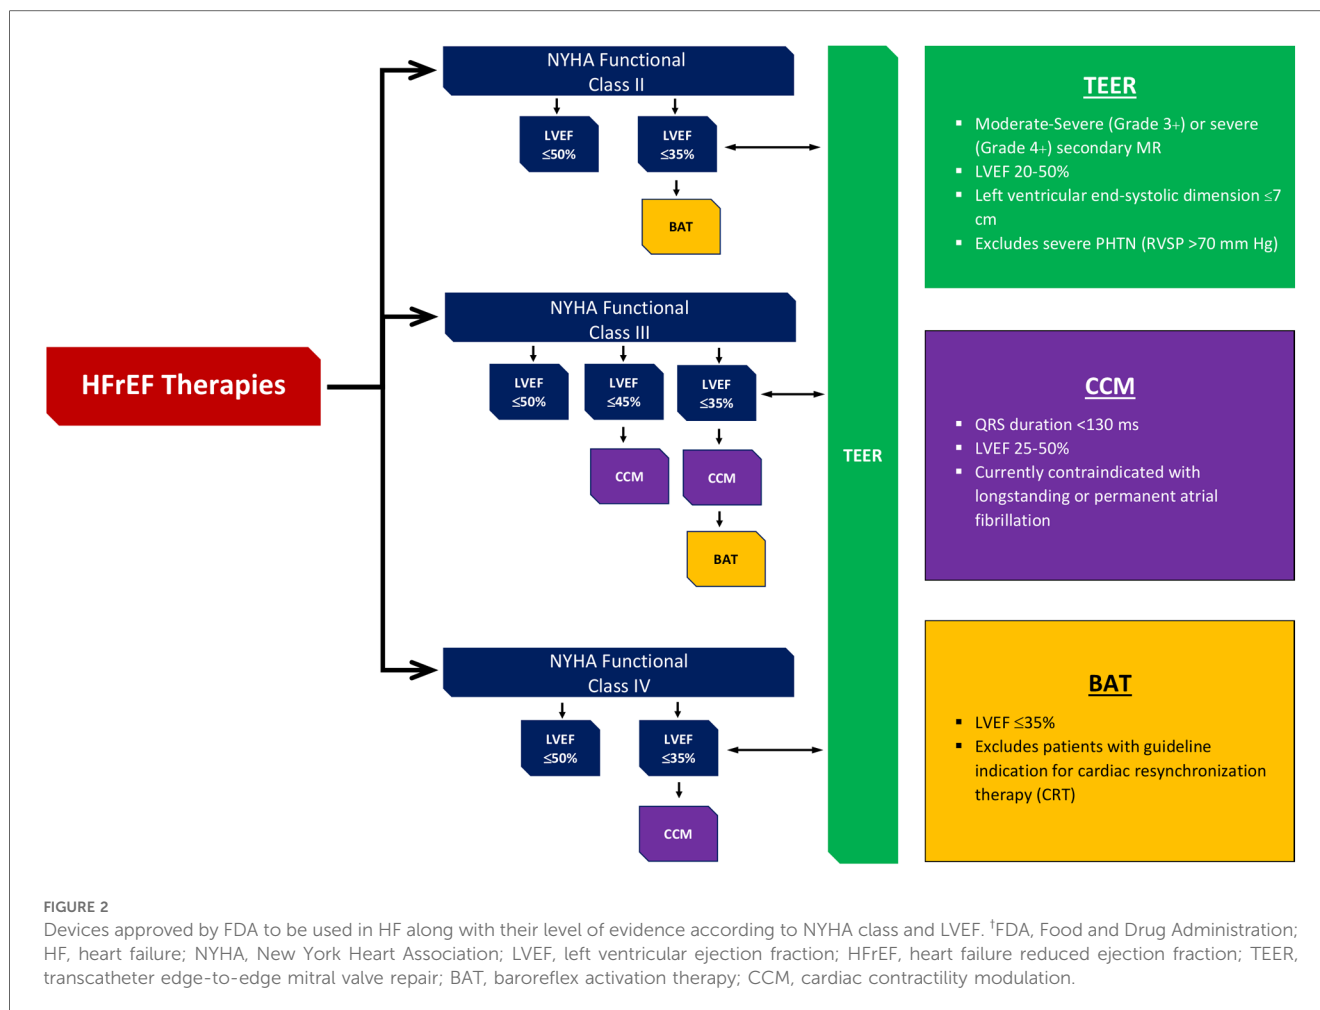 HFrEF Therapies
NYHA Functional
Class II
LVEF
≤50%
LVEF
≤35%
BAT
NYHA Functional
Class III
LVEF
≤50%
LVEF
≤45%
LVEF
≤35%
CCM
CCM
BAT
NYHA Functional
Class IV
LVEF
≤50%
LVEF
≤35%
CCM
TEER
TEER
▪ Moderate-Severe (Grade 3+) or severe
(Grade 4+) secondary MR
▪ LVEF 20-50%
▪ Left ventricular end-systolic dimension ≤7
cm
▪ Excludes severe PHTN (RVSP >70 mm Hg)
CCM
▪ QRS duration <130 ms
▪ LVEF 25-50%
▪ Currently contraindicated with
longstanding or permanent atrial
fibrillation
BAT
▪ LVEF ≤35%
▪ Excludes patients with guideline
indication for cardiac resynchronization
therapy (CRT)
FIGURE 2
Devices approved by FDA to be used in HF along with their level of evidence according to NYHA class and LVEF. †FDA, Food and Drug Administration;
HF, heart failure; NYHA, New York Heart Association; LVEF, left ventricular ejection fraction; HFrEF, heart failure reduced ejection fraction; TEER,
transcatheter edge-to-edge mitral valve repair; BAT, baroreflex activation therapy; CCM, cardiac contractility modulation.